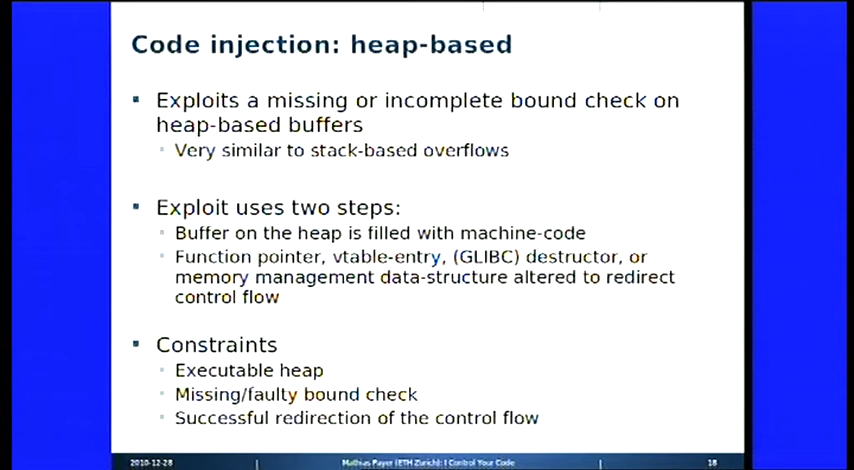 Code injection: heap-based
Exploits a missing or incomplete bound check on
heap-based buffers
Very similar to stack-based overflows
Exploit uses two steps:
Buffer on the heap is filled with machine-code
Function pointer, vtable-entry, (GLIBC) destructor, or
memory management data-structure altered to redirect
control flow
Constraints
Executable heap
Missing/faulty bound check
Successful redirection of the control flow
2010-12-28 Mathias Payer (ETH Zurich): I Control Your Code 18